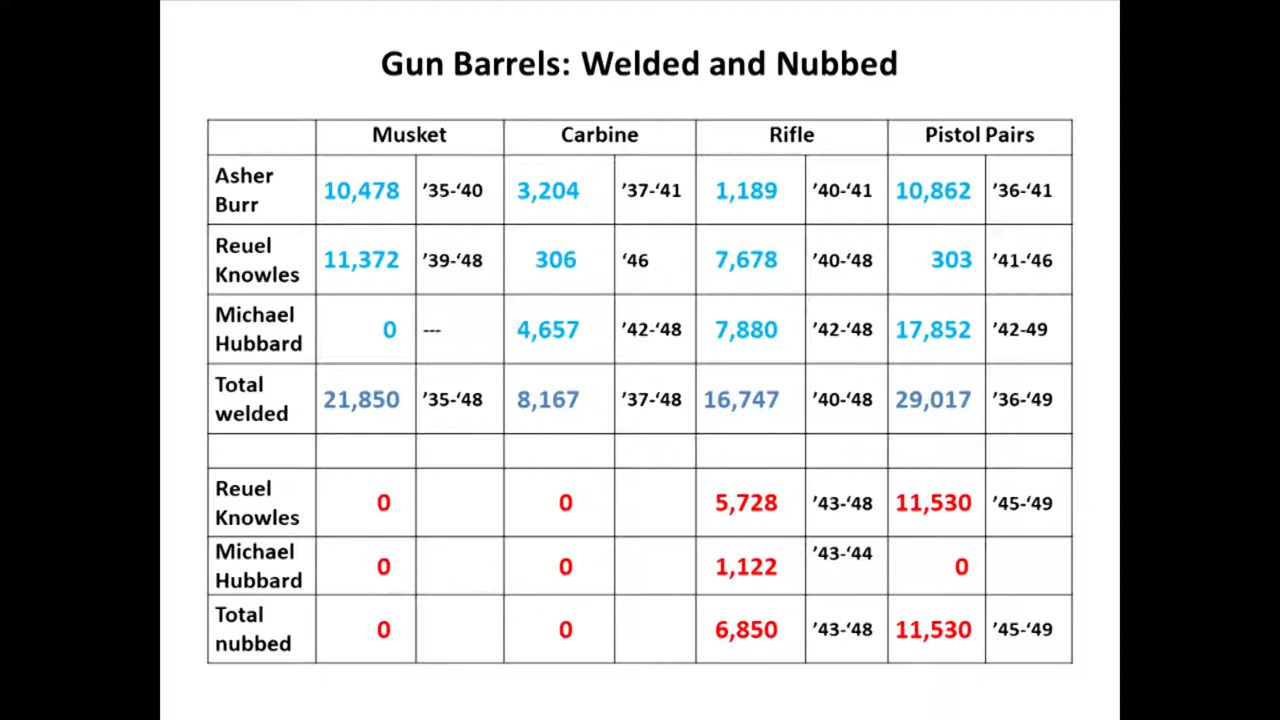 Gun Barrels: Welded and Nubbed
Musket Carbine Rifle Pistol Pairs
Asher Burr 10,478 ’35-‘40 3,204 ’37-‘41 1,189 ’40-‘41 10,862 ’36-‘41
Reuel Knowles 11,372 ’39-‘48 306 ‘46 7,678 ’40-‘48 303 ’41-‘46
Michael Hubbard 0 --- 4,657 ’42-‘48 7,880 ’42-‘48 17,852 ’42-49
Total welded 21,850 ’35-‘48 8,167 ’37-‘48 16,747 ’40-‘48 29,017 ’36-‘49
Reuel Knowles 0 0 5,728 ’43-‘48 11,530 ’45-‘49
Michael Hubbard 0 0 1,122 ’43-‘44 0
Total nubbed 0 0 6,850 ’43-‘48 11,530 ’45-‘49